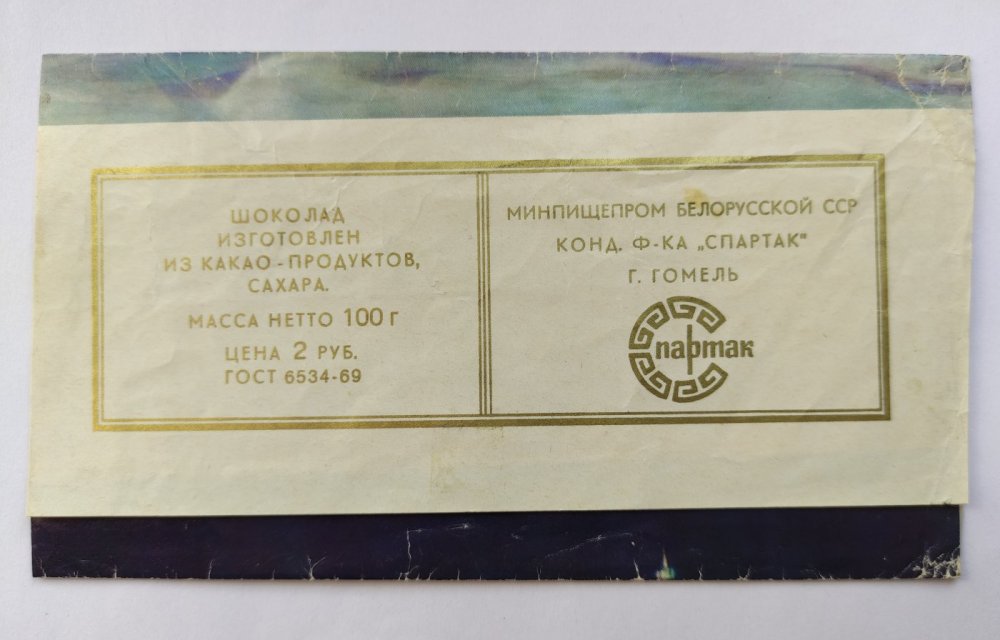 ШОКОЛАД
ИЗГОТОВЛЕН
ИЗ КАКАО-ПРОДУКТОВ,
САХАРА.
МАССА НЕТТО 100 Г
ЦЕНА 2 РУБ.
ГОСТ 6534-69
МИНПИЩЕПРОМ БЕЛОРУССКОЙ ССР
КОНД. Ф-КА „СПАРТАК"
Г. ГОМЕЛЬ
Спартак